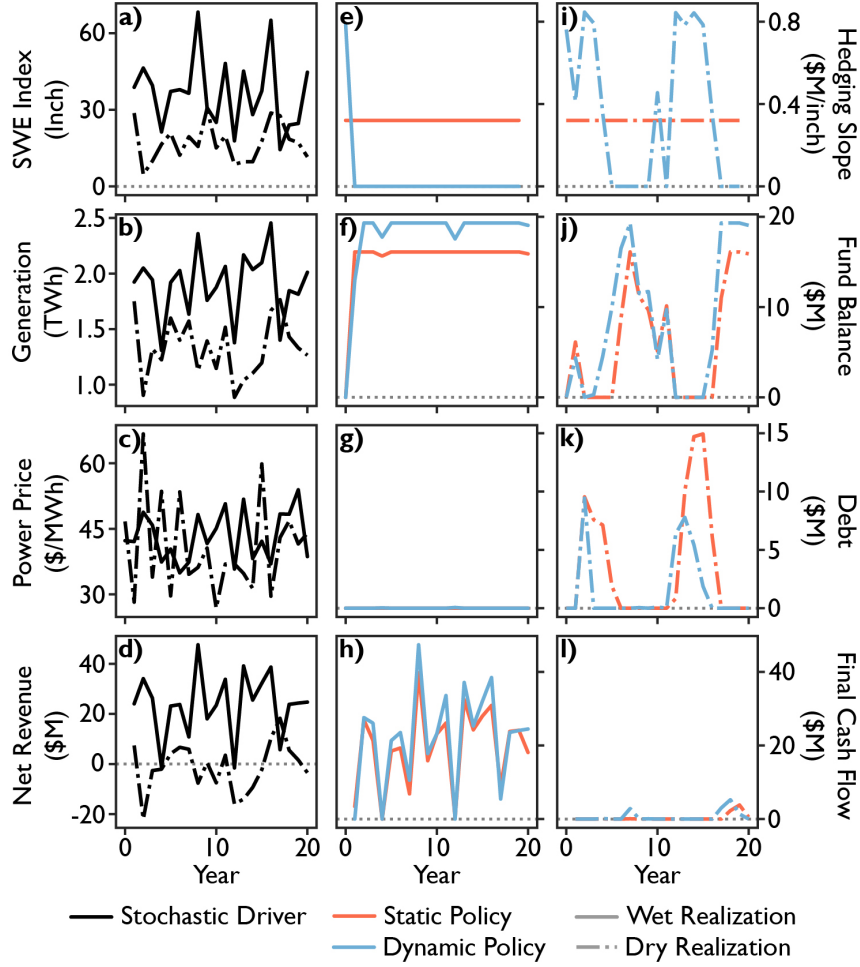 a)
e)
i)
60
30
0
0.8
0.4
0
SWE Index
(Inch)
Hedging Slope
($M/inch)
b)
f)
j)
2.5
2.0
1.5
1.0
20
10
0
Generation
(TWh)
Fund Balance
($M)
c)
g)
k)
60
45
30
15
10
5
0
Power Price
($/MWh)
Debt
($M)
d)
h)
l)
40
20
0
-20
40
20
0
Net Revenue
($M)
Final Cash Flow
($M)
0 10 20
0 10 20
0 10 20
Year
Year
Year
Stochastic Driver
Static Policy
Wet Realization
Dynamic Policy
Dry Realization